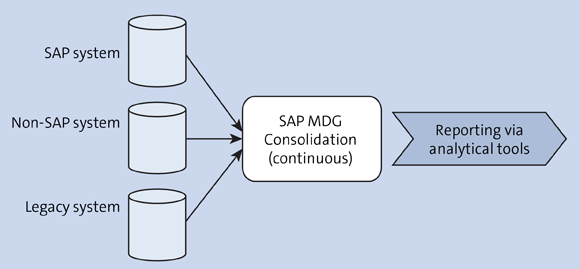 SAP system
Non-SAP system
Legacy system
SAP MDG
Consolidation
(continuous)
Reporting via
analytical tools